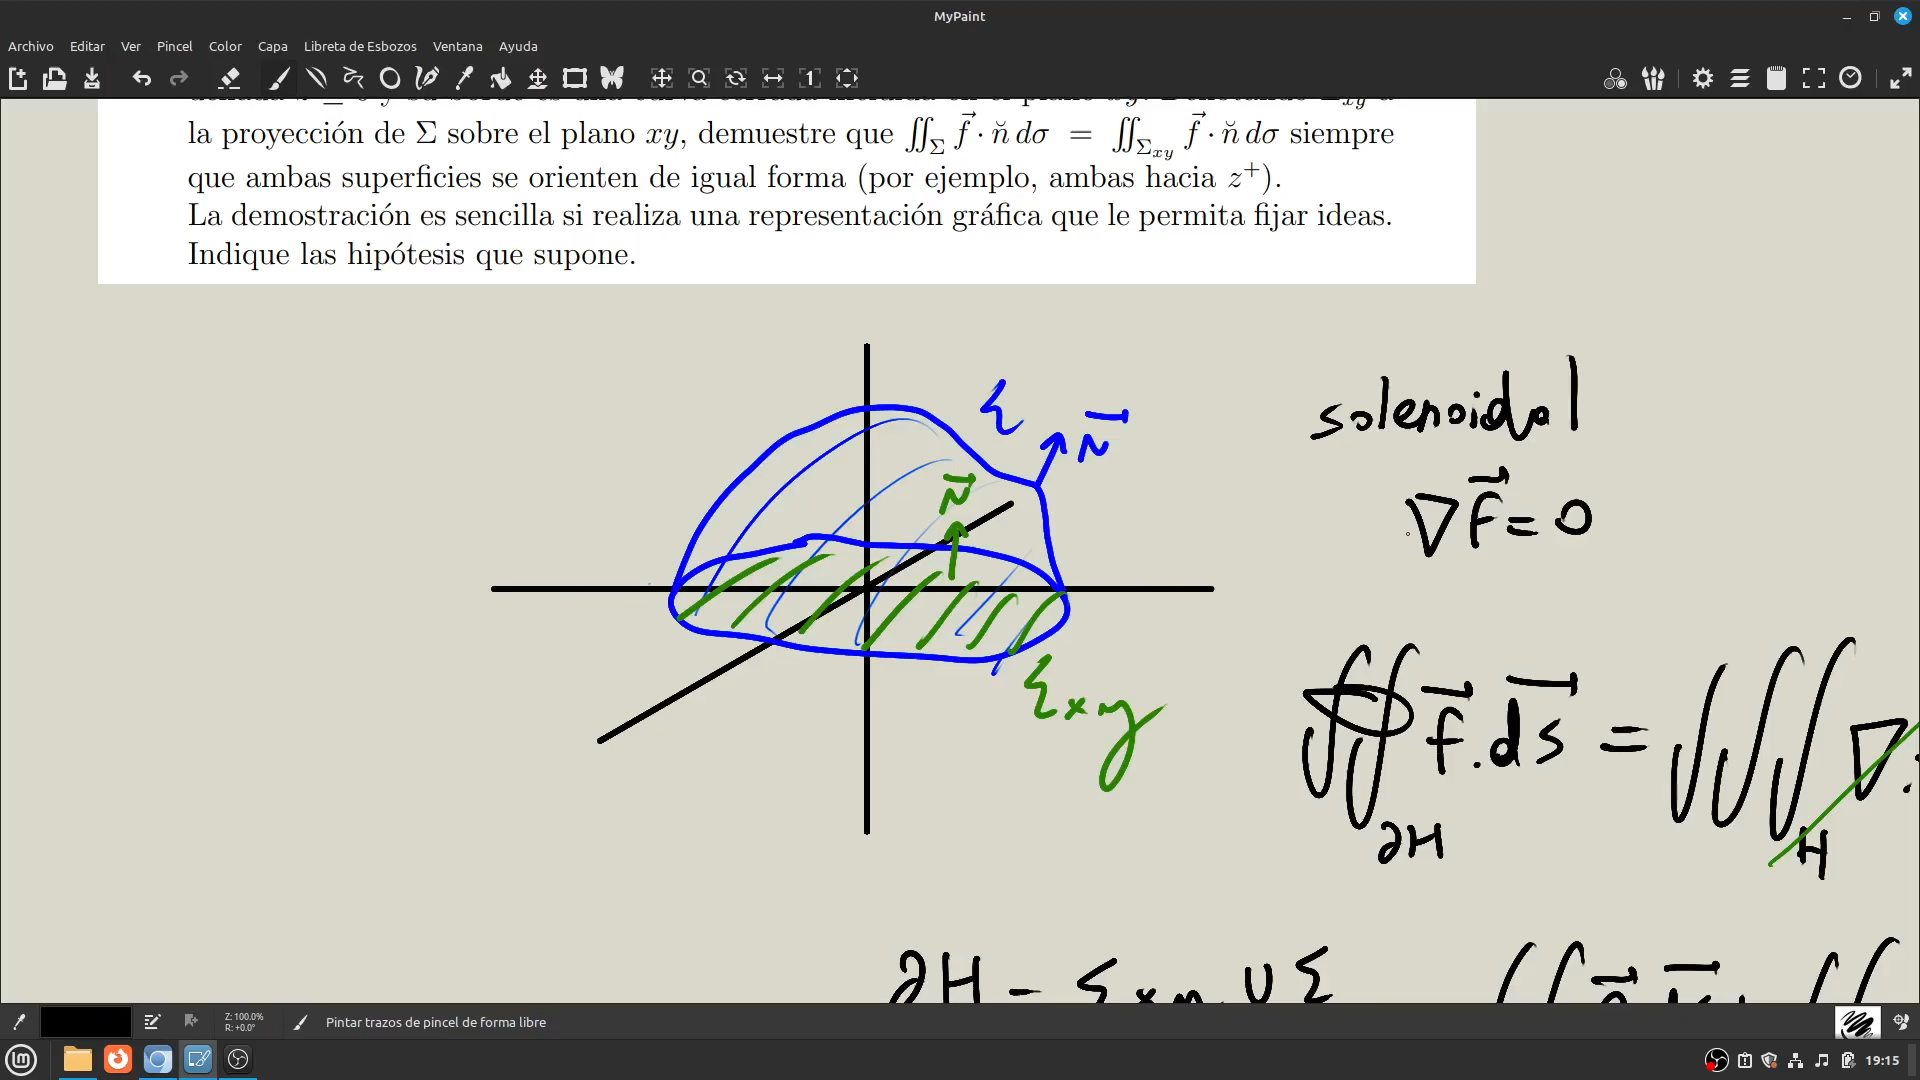 MyPaint
Archivo Editar Ver Pincel Color Capa Libreta de Esbozos Ventana Ayuda
la proyección de Σ sobre el plano xy, demuestre que ∬_Σ f⃗ · n̆ dσ = ∬_Σxy f⃗ · n̆ dσ siempre
que ambas superficies se orienten de igual forma (por ejemplo, ambas hacia z⁺).
La demostración es sencilla si realiza una representación gráfica que le permita fijar ideas.
Indique las hipótesis que supone.
Σ
N⃗
N⃗
Σxy
solenoidal
∇f⃗ = 0
∯ f⃗ . ds⃗ = ∭ ∇.
∂H
H
∂H = Σxy ∪ Σ
Z: 100.0%
R: +0.0°
Pintar trazos de pincel de forma libre
19:15